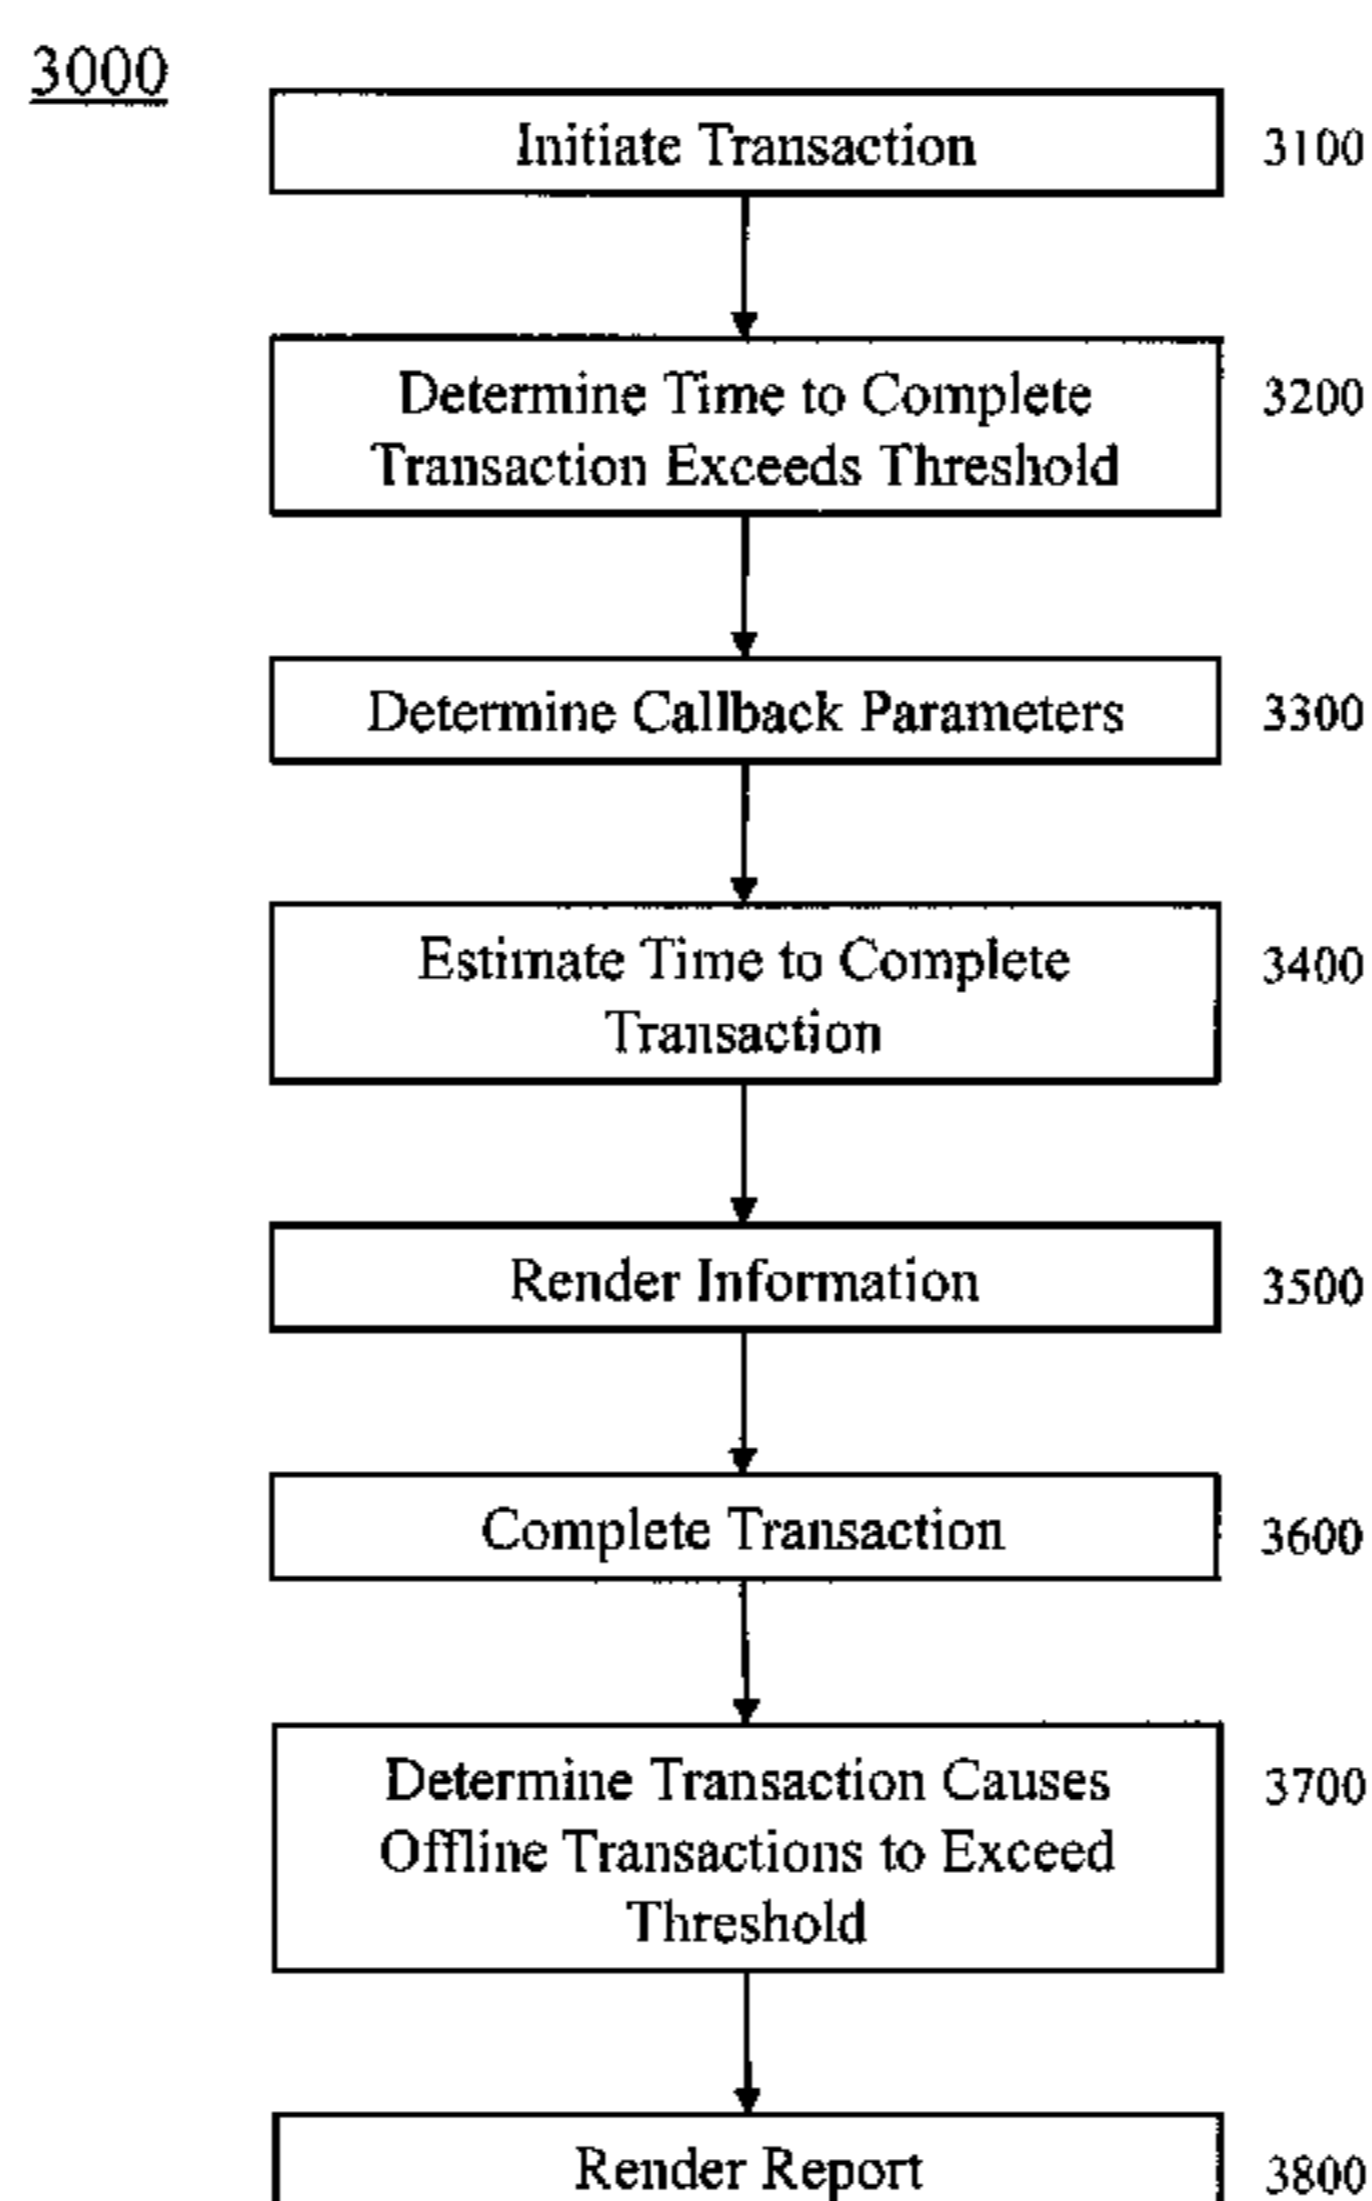 3000
Initiate Transaction
3100
Determine Time to Complete
Transaction Exceeds Threshold
3200
Determine Callback Parameters
3300
Estimate Time to Complete
Transaction
3400
Render Information
3500
Complete Transaction
3600
Determine Transaction Causes
Offline Transactions to Exceed
Threshold
3700
Render Report
3800